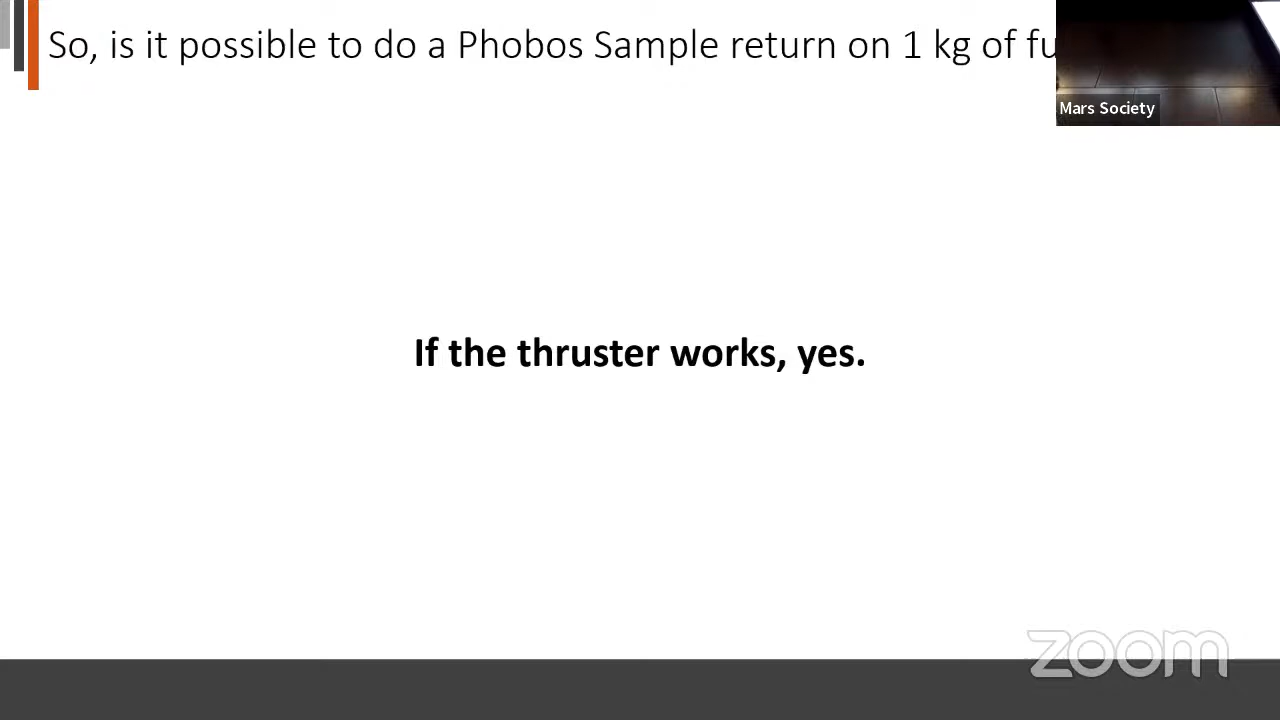 So, is it possible to do a Phobos Sample return on 1 kg of fu
Mars Society
If the thruster works, yes.
zoom